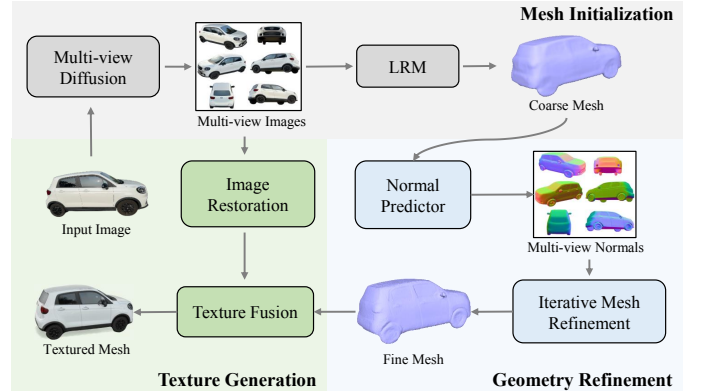 Mesh Initialization
Multi-view
Diffusion
Multi-view Images
LRM
Coarse Mesh
Input Image
Image
Restoration
Normal
Predictor
Multi-view Normals
Textured Mesh
Texture Fusion
Fine Mesh
Iterative Mesh
Refinement
Texture Generation
Geometry Refinement